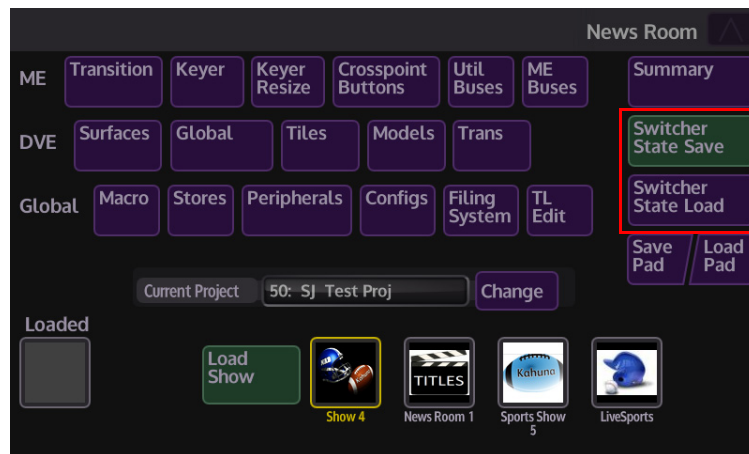 News Room
ME
Transition
Keyer
Keyer
Resize
Crosspoint
Buttons
Util
Buses
ME
Buses
Summary
DVE
Surfaces
Global
Tiles
Models
Trans
Switcher
State Save
Global
Macro
Stores
Peripherals
Configs
Filing
System
TL
Edit
Switcher
State Load
Save
Pad
Load
Pad
Current Project
50: SJ Test Proj
Change
Loaded
Load
Show
Kahuna
TITLES
Kahuna
Show 4
News Room 1
Sports Show
5
LiveSports